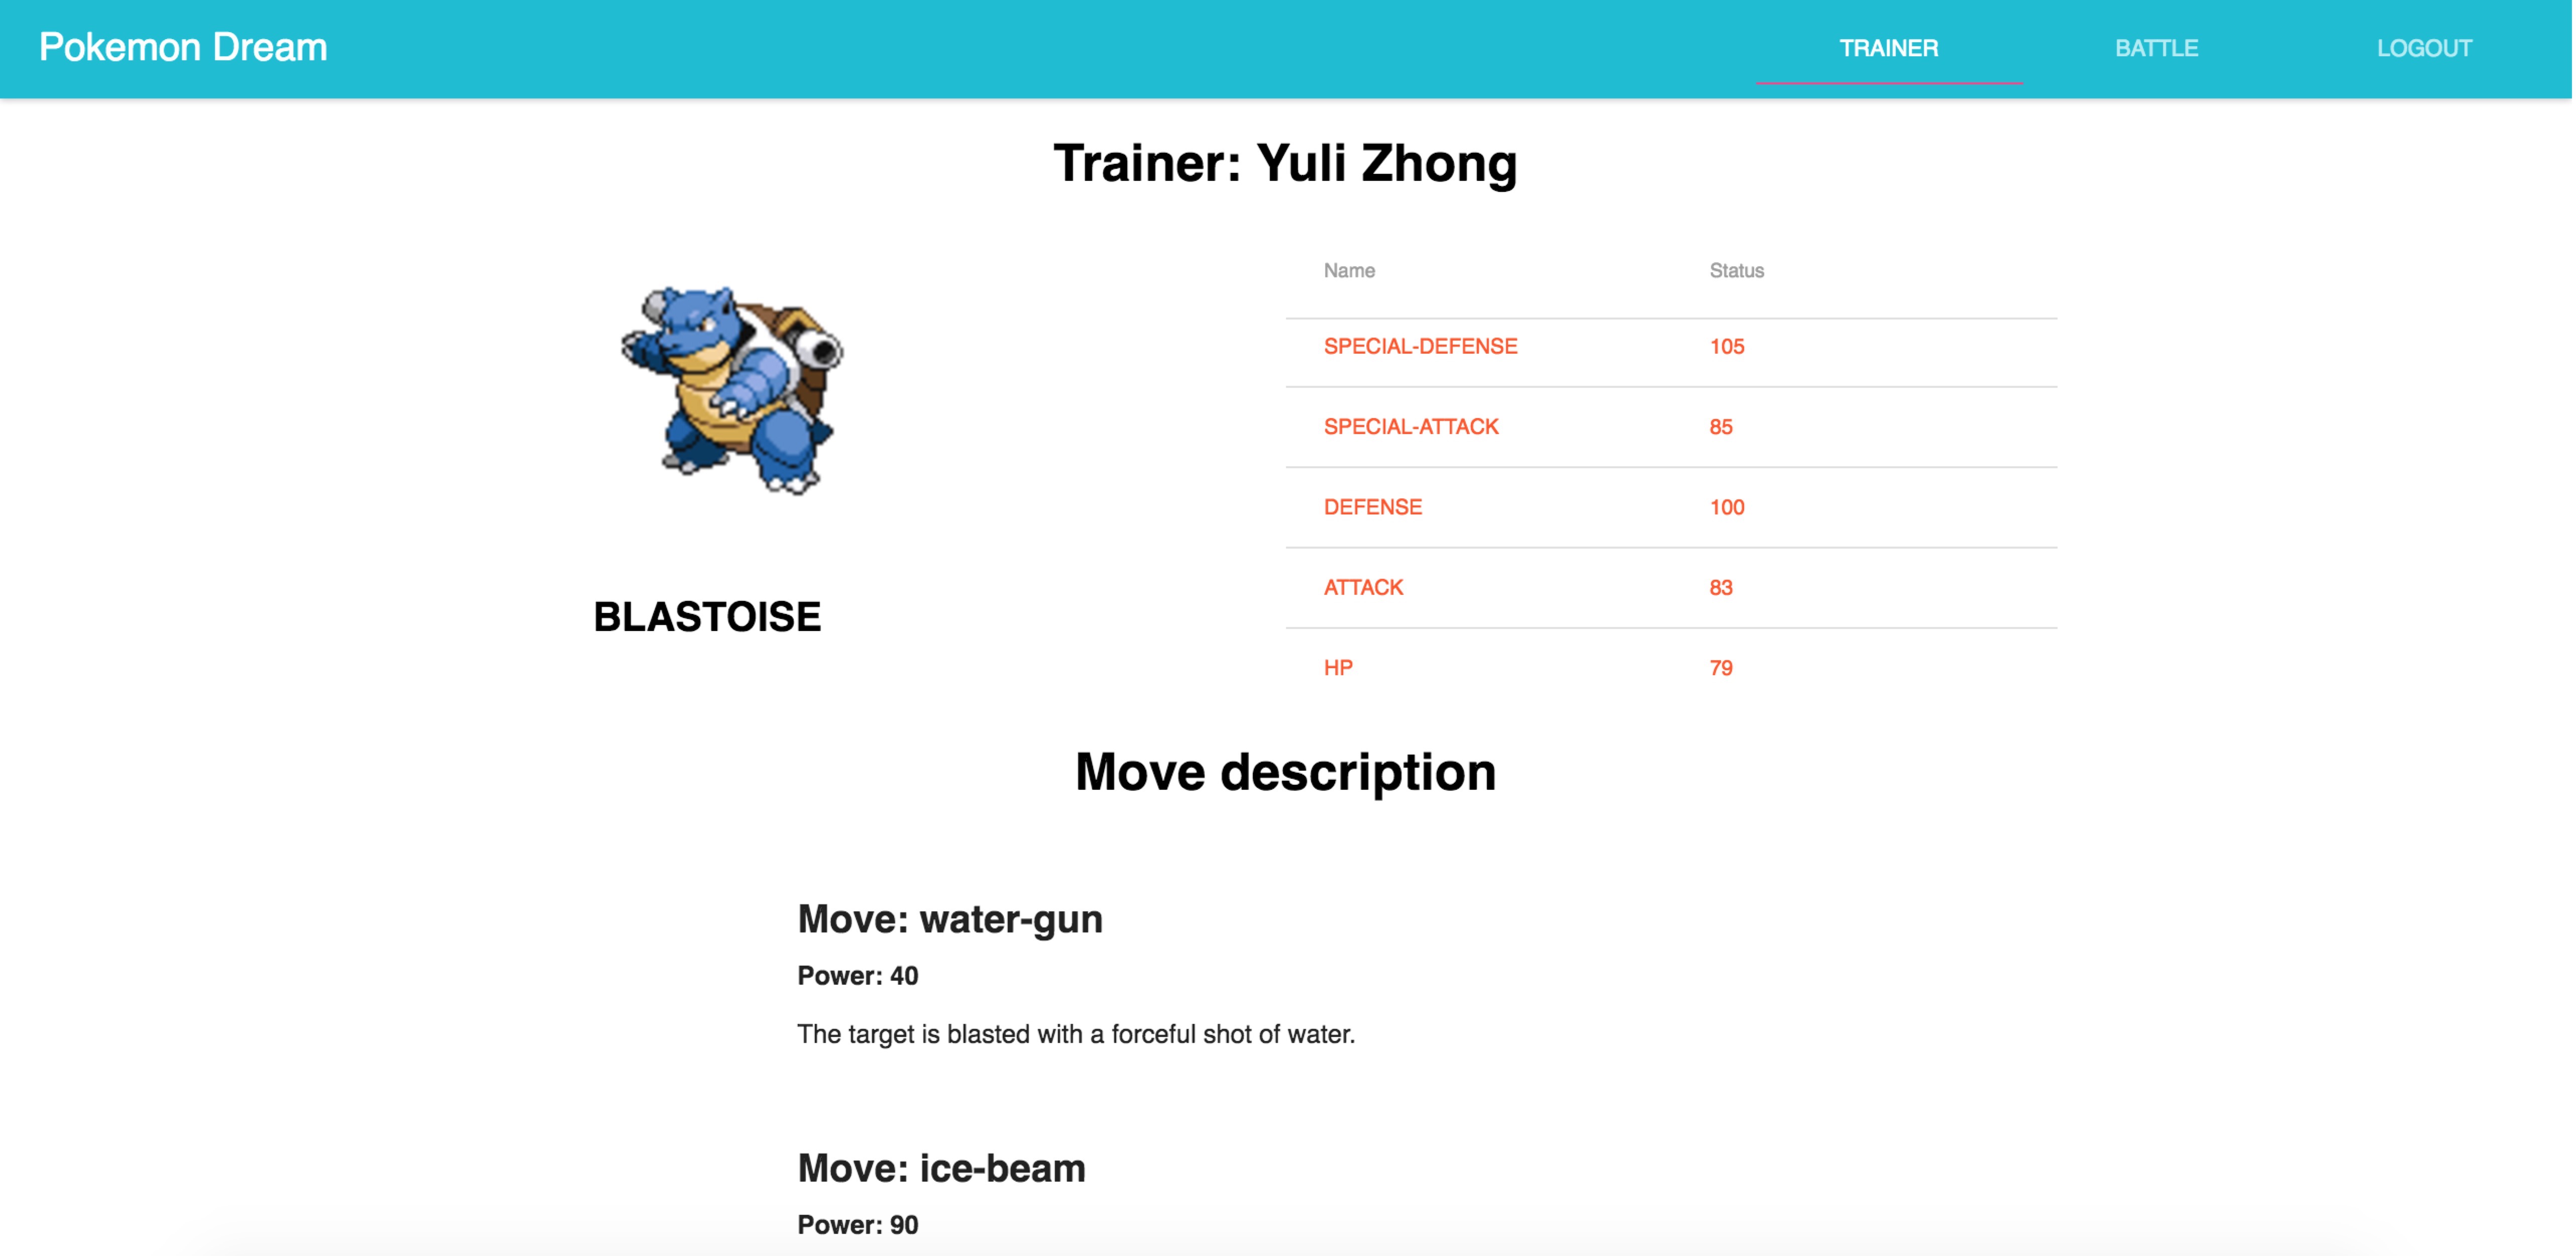 Pokemon Dream TRAINER BATTLE LOGOUT
Trainer: Yuli Zhong
Name Status
SPECIAL-DEFENSE 105
SPECIAL-ATTACK 85
DEFENSE 100
ATTACK 83
HP 79
BLASTOISE
Move description
Move: water-gun
Power: 40
The target is blasted with a forceful shot of water.
Move: ice-beam
Power: 90